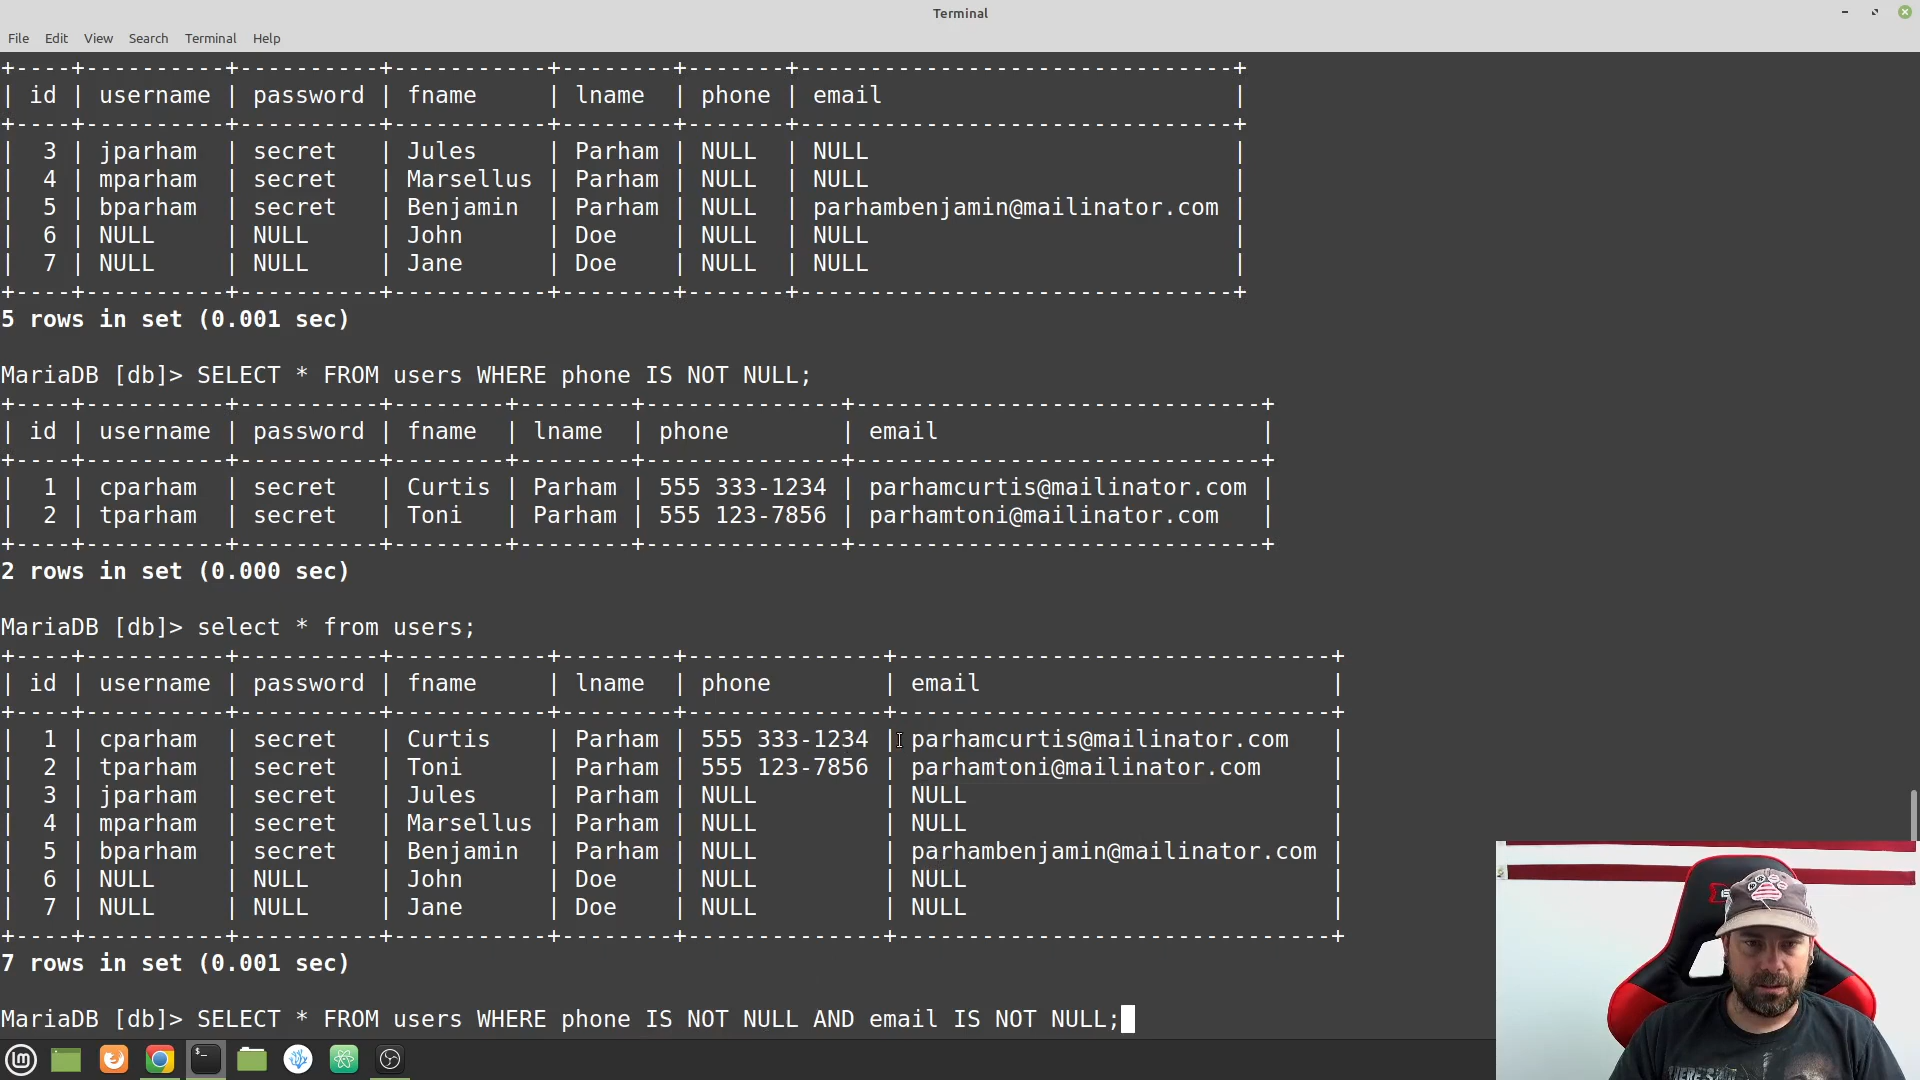 Terminal
File Edit View Search Terminal Help
+----+----------+----------+-----------+--------+-------+-------------------------------+
| id | username | password | fname     | lname  | phone | email                         |
+----+----------+----------+-----------+--------+-------+-------------------------------+
|  3 | jparham  | secret   | Jules     | Parham | NULL  | NULL                          |
|  4 | mparham  | secret   | Marsellus | Parham | NULL  | NULL                          |
|  5 | bparham  | secret   | Benjamin  | Parham | NULL  | parhambenjamin@mailinator.com |
|  6 | NULL     | NULL     | John      | Doe    | NULL  | NULL                          |
|  7 | NULL     | NULL     | Jane      | Doe    | NULL  | NULL                          |
+----+----------+----------+-----------+--------+-------+-------------------------------+
5 rows in set (0.001 sec)
MariaDB [db]> SELECT * FROM users WHERE phone IS NOT NULL;
+----+----------+----------+--------+--------+--------------+-----------------------------+
| id | username | password | fname  | lname  | phone        | email                       |
+----+----------+----------+--------+--------+--------------+-----------------------------+
|  1 | cparham  | secret   | Curtis | Parham | 555 333-1234 | parhamcurtis@mailinator.com |
|  2 | tparham  | secret   | Toni   | Parham | 555 123-7856 | parhamtoni@mailinator.com   |
+----+----------+----------+--------+--------+--------------+-----------------------------+
2 rows in set (0.000 sec)
MariaDB [db]> select * from users;
+----+----------+----------+-----------+--------+--------------+-------------------------------+
| id | username | password | fname     | lname  | phone        | email                         |
+----+----------+----------+-----------+--------+--------------+-------------------------------+
|  1 | cparham  | secret   | Curtis    | Parham | 555 333-1234 | parhamcurtis@mailinator.com   |
|  2 | tparham  | secret   | Toni      | Parham | 555 123-7856 | parhamtoni@mailinator.com     |
|  3 | jparham  | secret   | Jules     | Parham | NULL         | NULL                          |
|  4 | mparham  | secret   | Marsellus | Parham | NULL         | NULL                          |
|  5 | bparham  | secret   | Benjamin  | Parham | NULL         | parhambenjamin@mailinator.com |
|  6 | NULL     | NULL     | John      | Doe    | NULL         | NULL                          |
|  7 | NULL     | NULL     | Jane      | Doe    | NULL         | NULL                          |
+----+----------+----------+-----------+--------+--------------+-------------------------------+
7 rows in set (0.001 sec)
MariaDB [db]> SELECT * FROM users WHERE phone IS NOT NULL AND email IS NOT NULL;